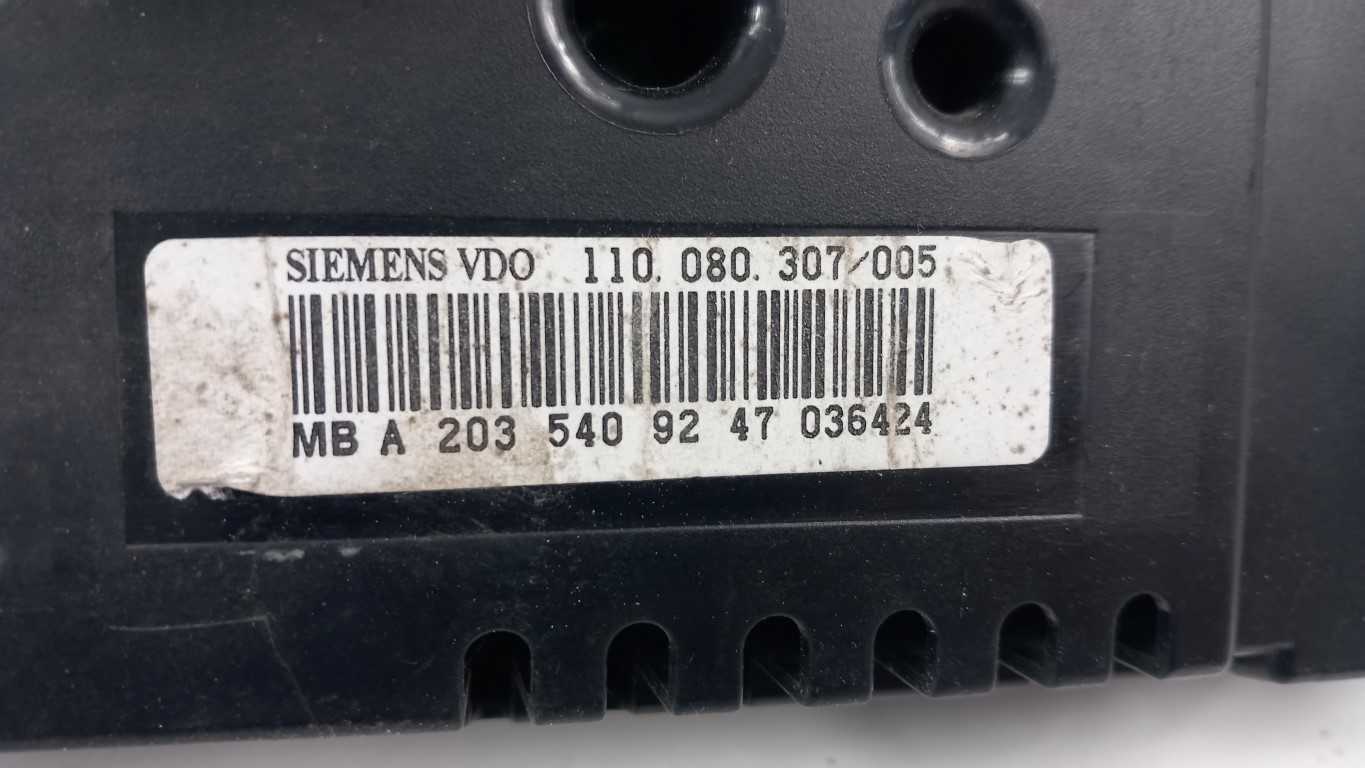 SIEMENS VDO 110.080.307/005
MB A 203 540 92 47 036424